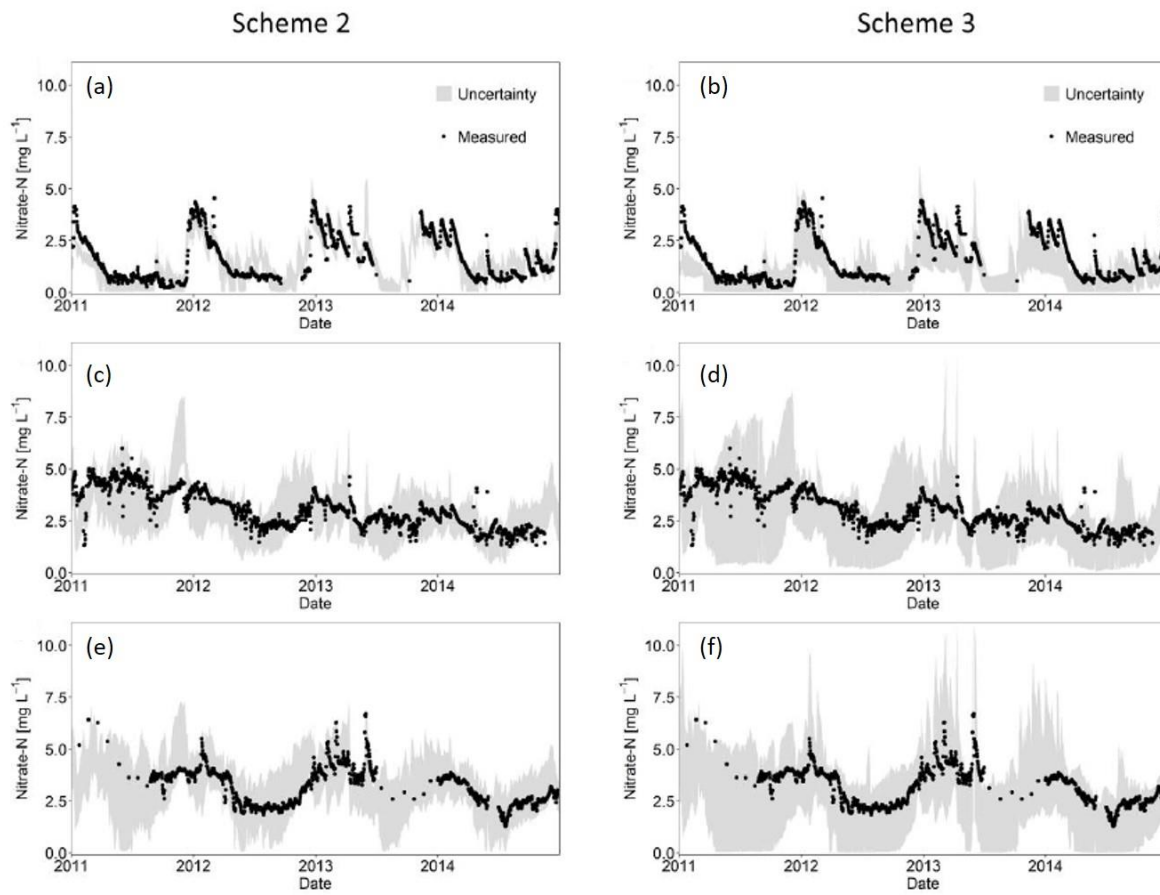 Scheme 2
Scheme 3
(a)
Uncertainty
Measured
Nitrate-N [mg L⁻¹]
10.0
7.5
5.0
2.5
0.0
2011 2012 2013 2014
Date
(b)
Uncertainty
Measured
Nitrate-N [mg L⁻¹]
10.0
7.5
5.0
2.5
0.0
2011 2012 2013 2014
Date
(c)
Nitrate-N [mg L⁻¹]
10.0
7.5
5.0
2.5
0.0
2011 2012 2013 2014
Date
(d)
Nitrate-N [mg L⁻¹]
10.0
7.5
5.0
2.5
0.0
2011 2012 2013 2014
Date
(e)
Nitrate-N [mg L⁻¹]
10.0
7.5
5.0
2.5
0.0
2011 2012 2013 2014
Date
(f)
Nitrate-N [mg L⁻¹]
10.0
7.5
5.0
2.5
0.0
2011 2012 2013 2014
Date